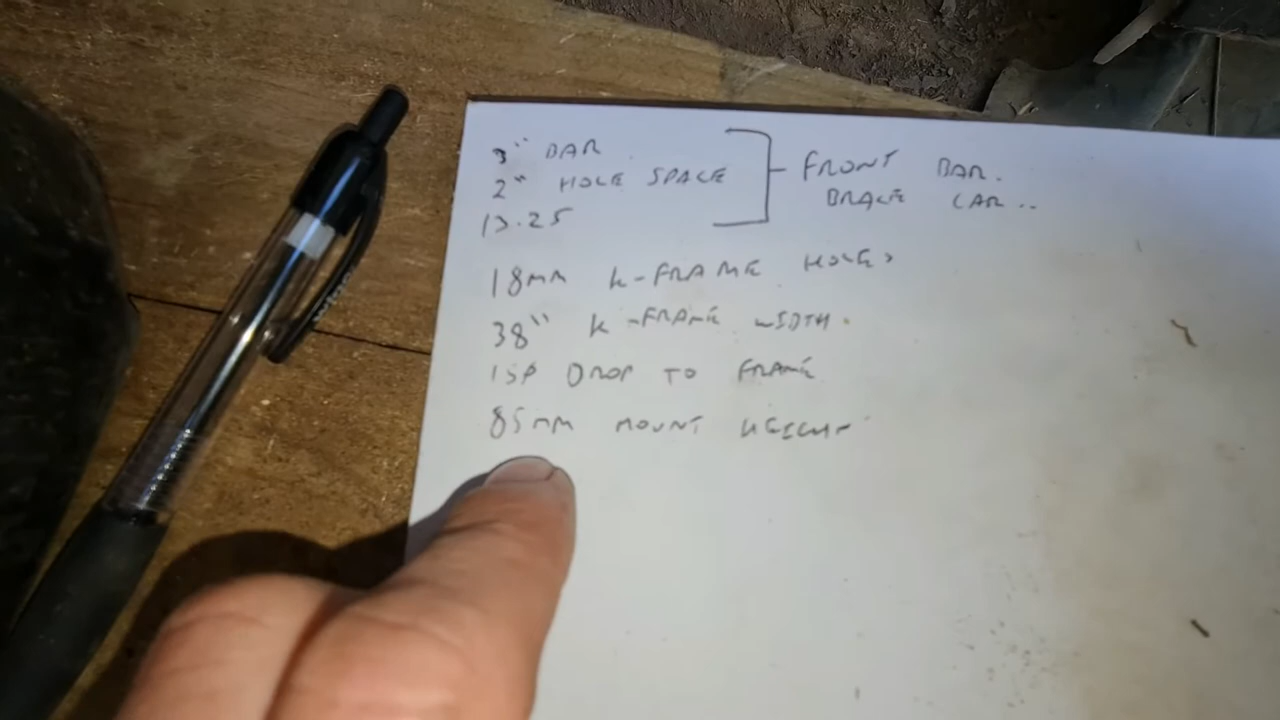 3" BAR
2" HOLE SPACE
13.25
FRONT BAR.
BRACE CAR..
18MM K-FRAME HOLES
38" K-FRAME WIDTH.
DROP TO FRAME
85MM MOUNT HEIGHT